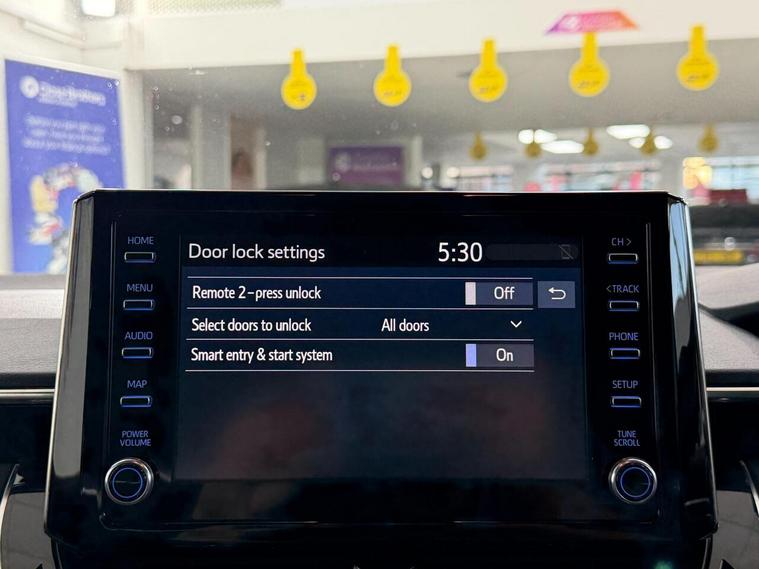 HOME
MENU
AUDIO
MAP
POWER
VOLUME
Door lock settings 5:30
Remote 2-press unlock Off
Select doors to unlock All doors
Smart entry & start system On
CH >
<TRACK
PHONE
SETUP
TUNE
SCROLL